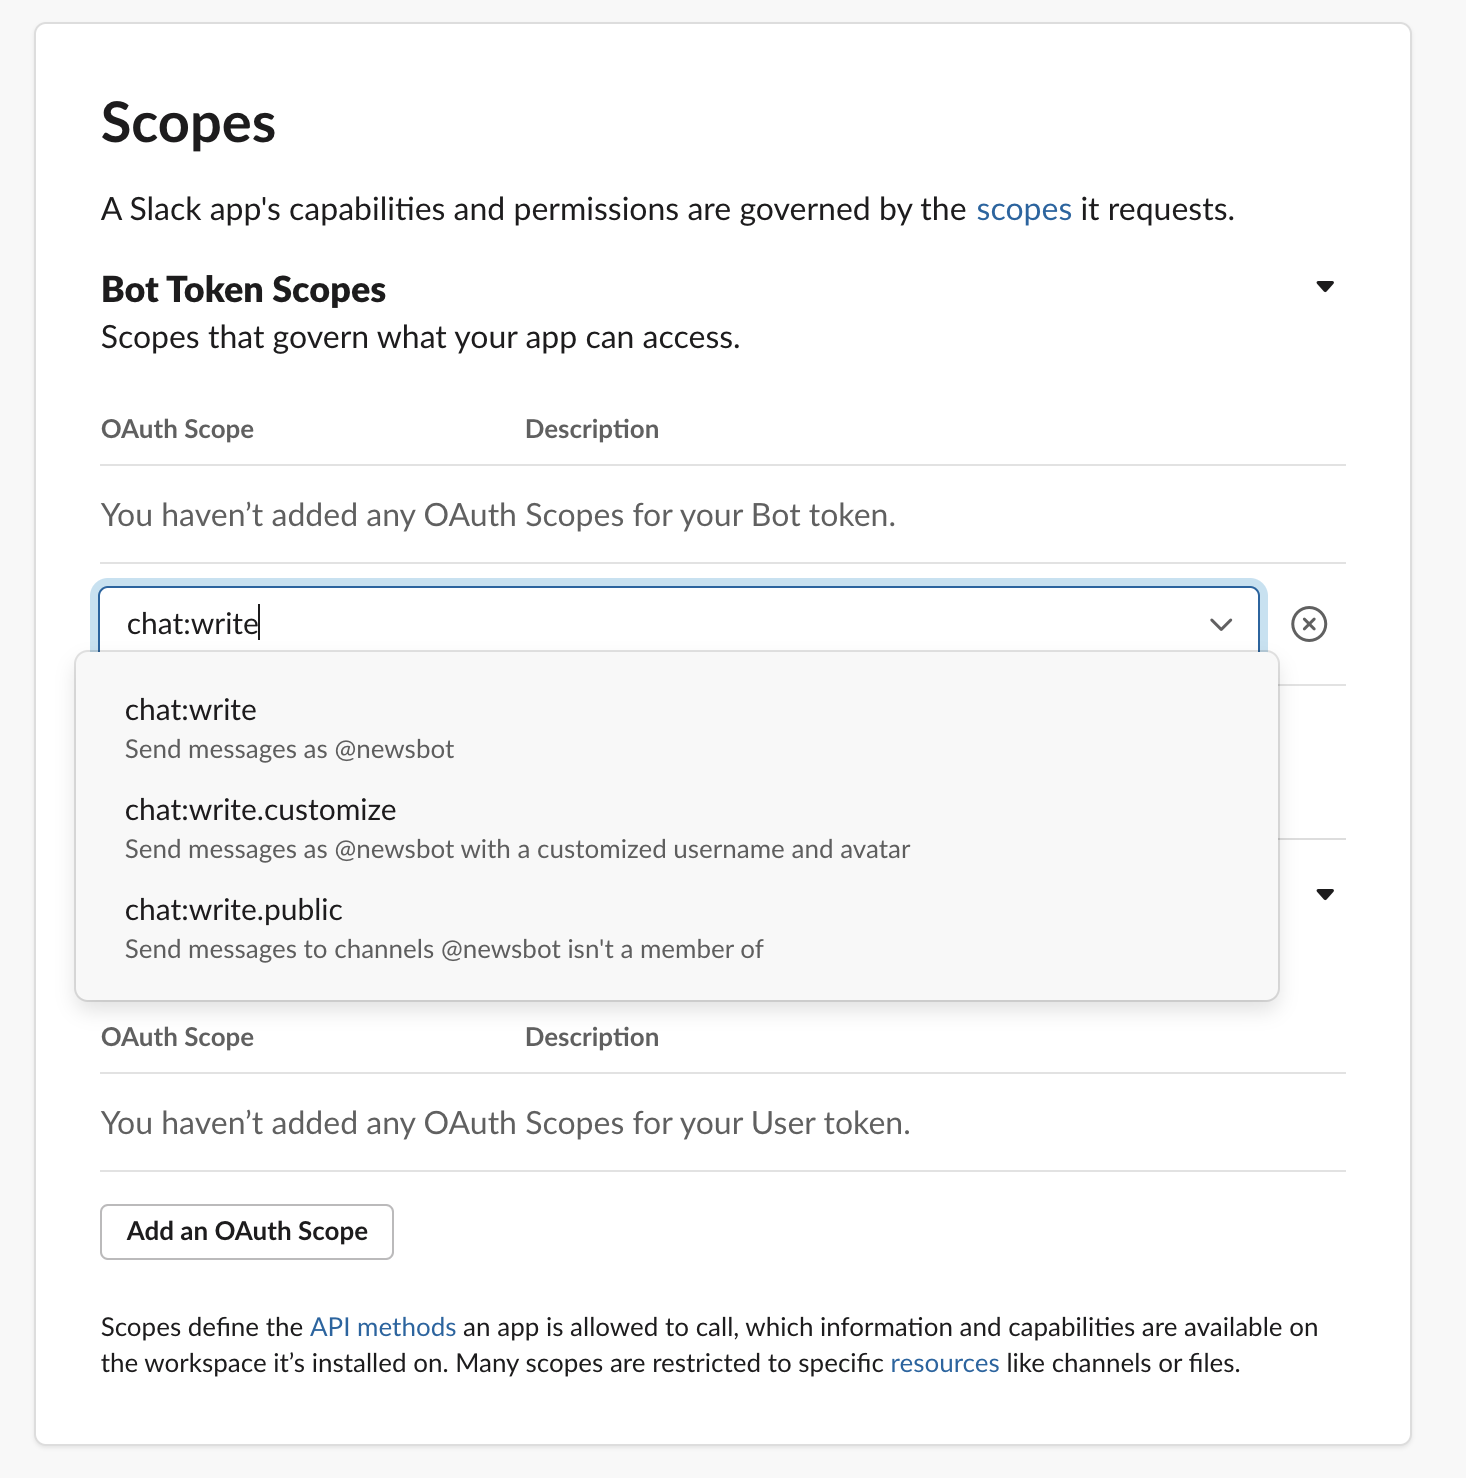 Scopes
A Slack app's capabilities and permissions are governed by the scopes it requests.
Bot Token Scopes
Scopes that govern what your app can access.
OAuth Scope Description
You haven’t added any OAuth Scopes for your Bot token.
chat:write
chat:write
Send messages as @newsbot
chat:write.customize
Send messages as @newsbot with a customized username and avatar
chat:write.public
Send messages to channels @newsbot isn't a member of
OAuth Scope Description
You haven’t added any OAuth Scopes for your User token.
Add an OAuth Scope
Scopes define the API methods an app is allowed to call, which information and capabilities are available on
the workspace it’s installed on. Many scopes are restricted to specific resources like channels or files.